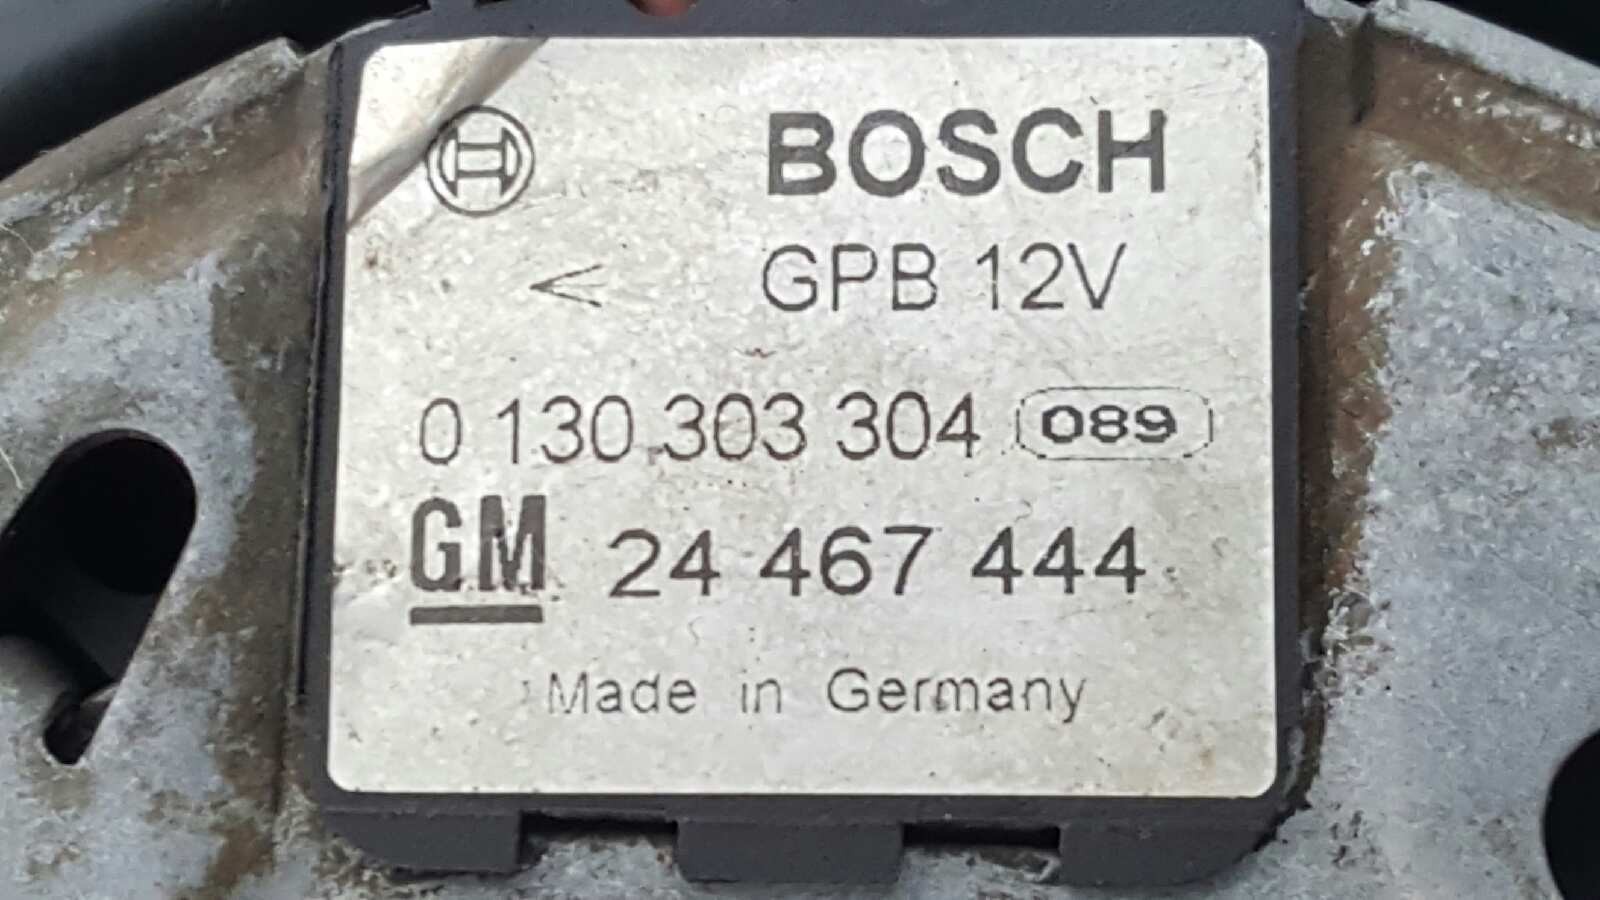 BOSCH
< GPB 12V
0 130 303 304 089
GM 24 467 444
Made in Germany